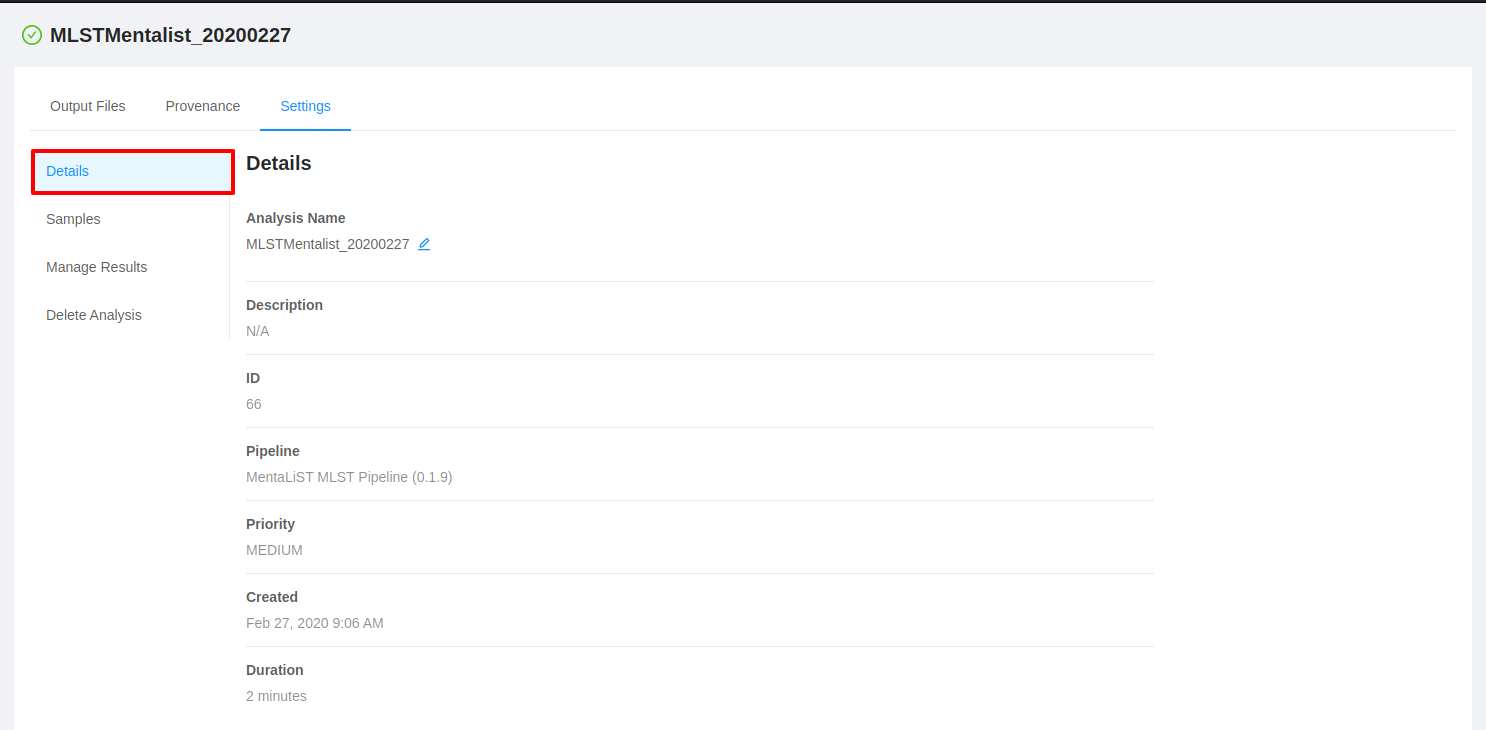 MLSTMentalist_20200227
Output Files Provenance Settings
Details
Samples
Manage Results
Delete Analysis
Details
Analysis Name
MLSTMentalist_20200227
Description
N/A
ID
66
Pipeline
MentaLiST MLST Pipeline (0.1.9)
Priority
MEDIUM
Created
Feb 27, 2020 9:06 AM
Duration
2 minutes